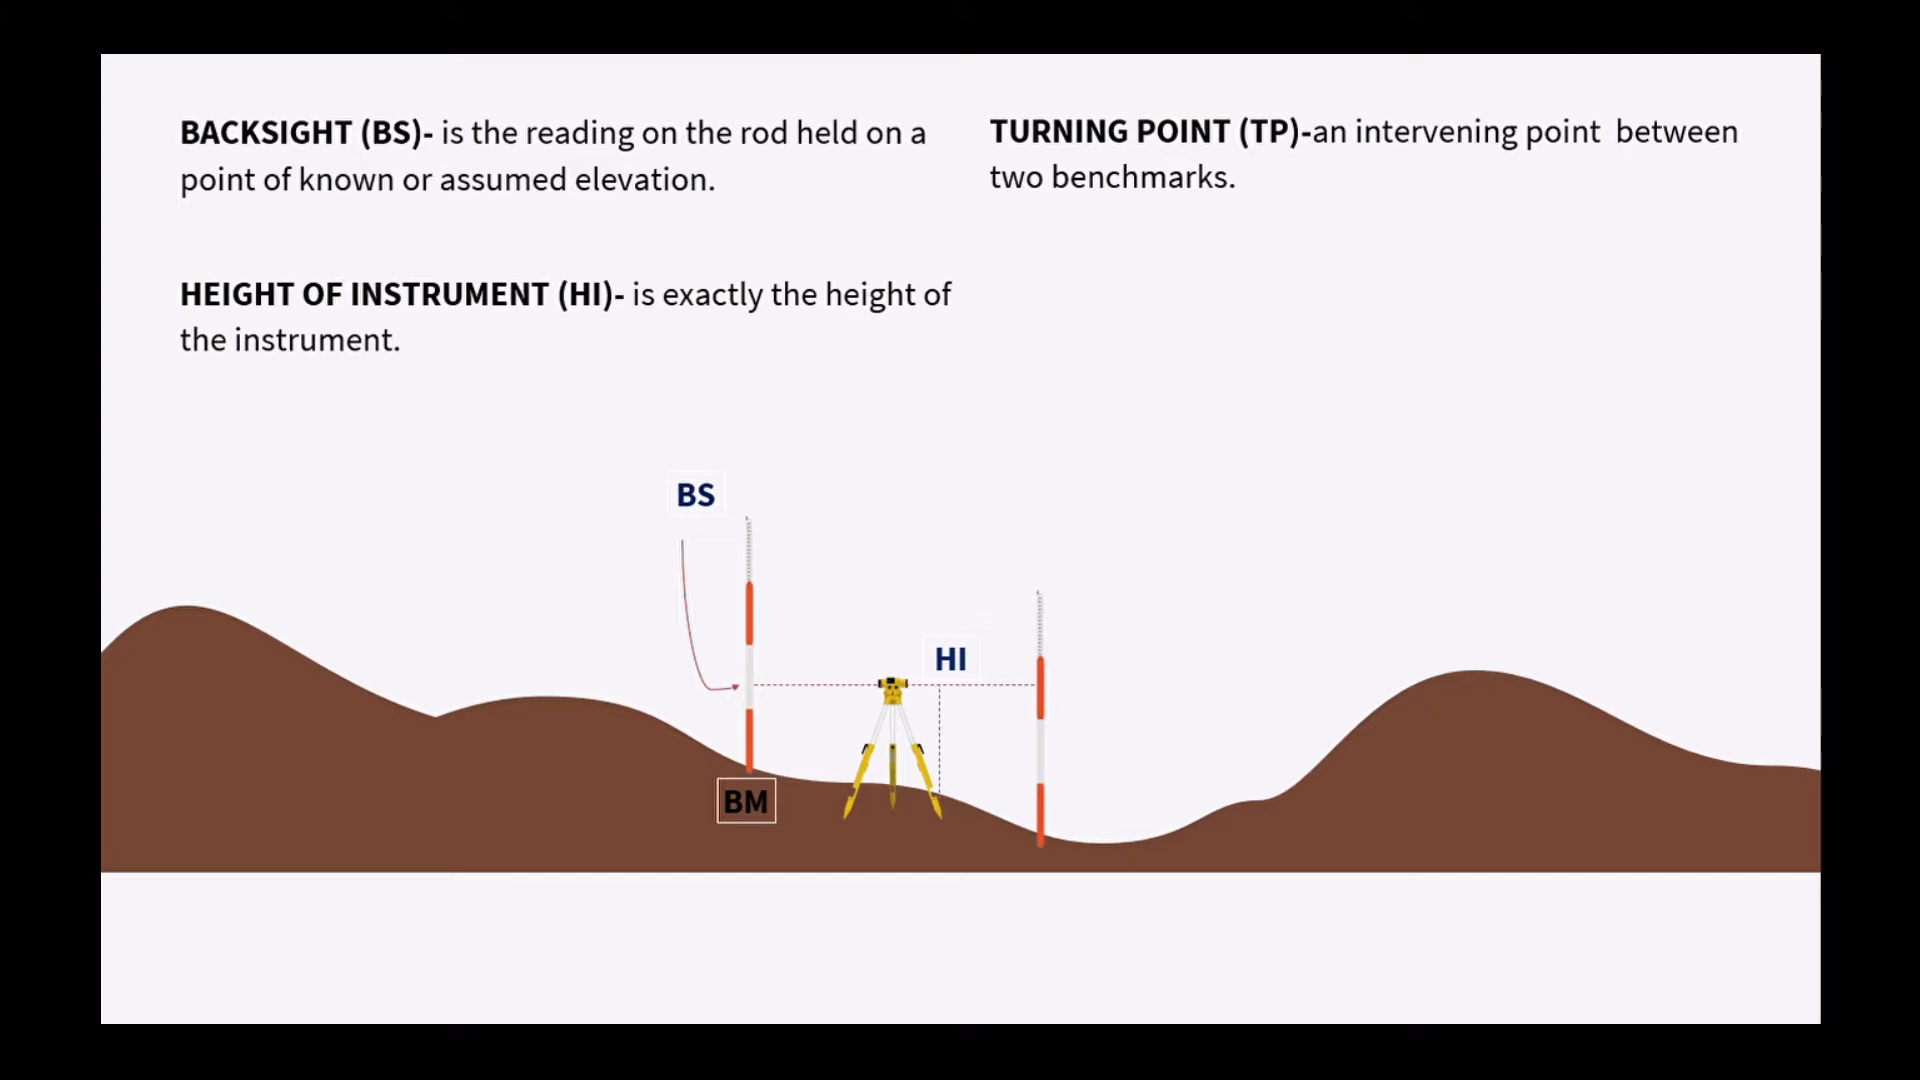 BACKSIGHT (BS)- is the reading on the rod held on a
point of known or assumed elevation.
HEIGHT OF INSTRUMENT (HI)- is exactly the height of
the instrument.
TURNING POINT (TP)-an intervening point  between
two benchmarks.
BS
HI
BM